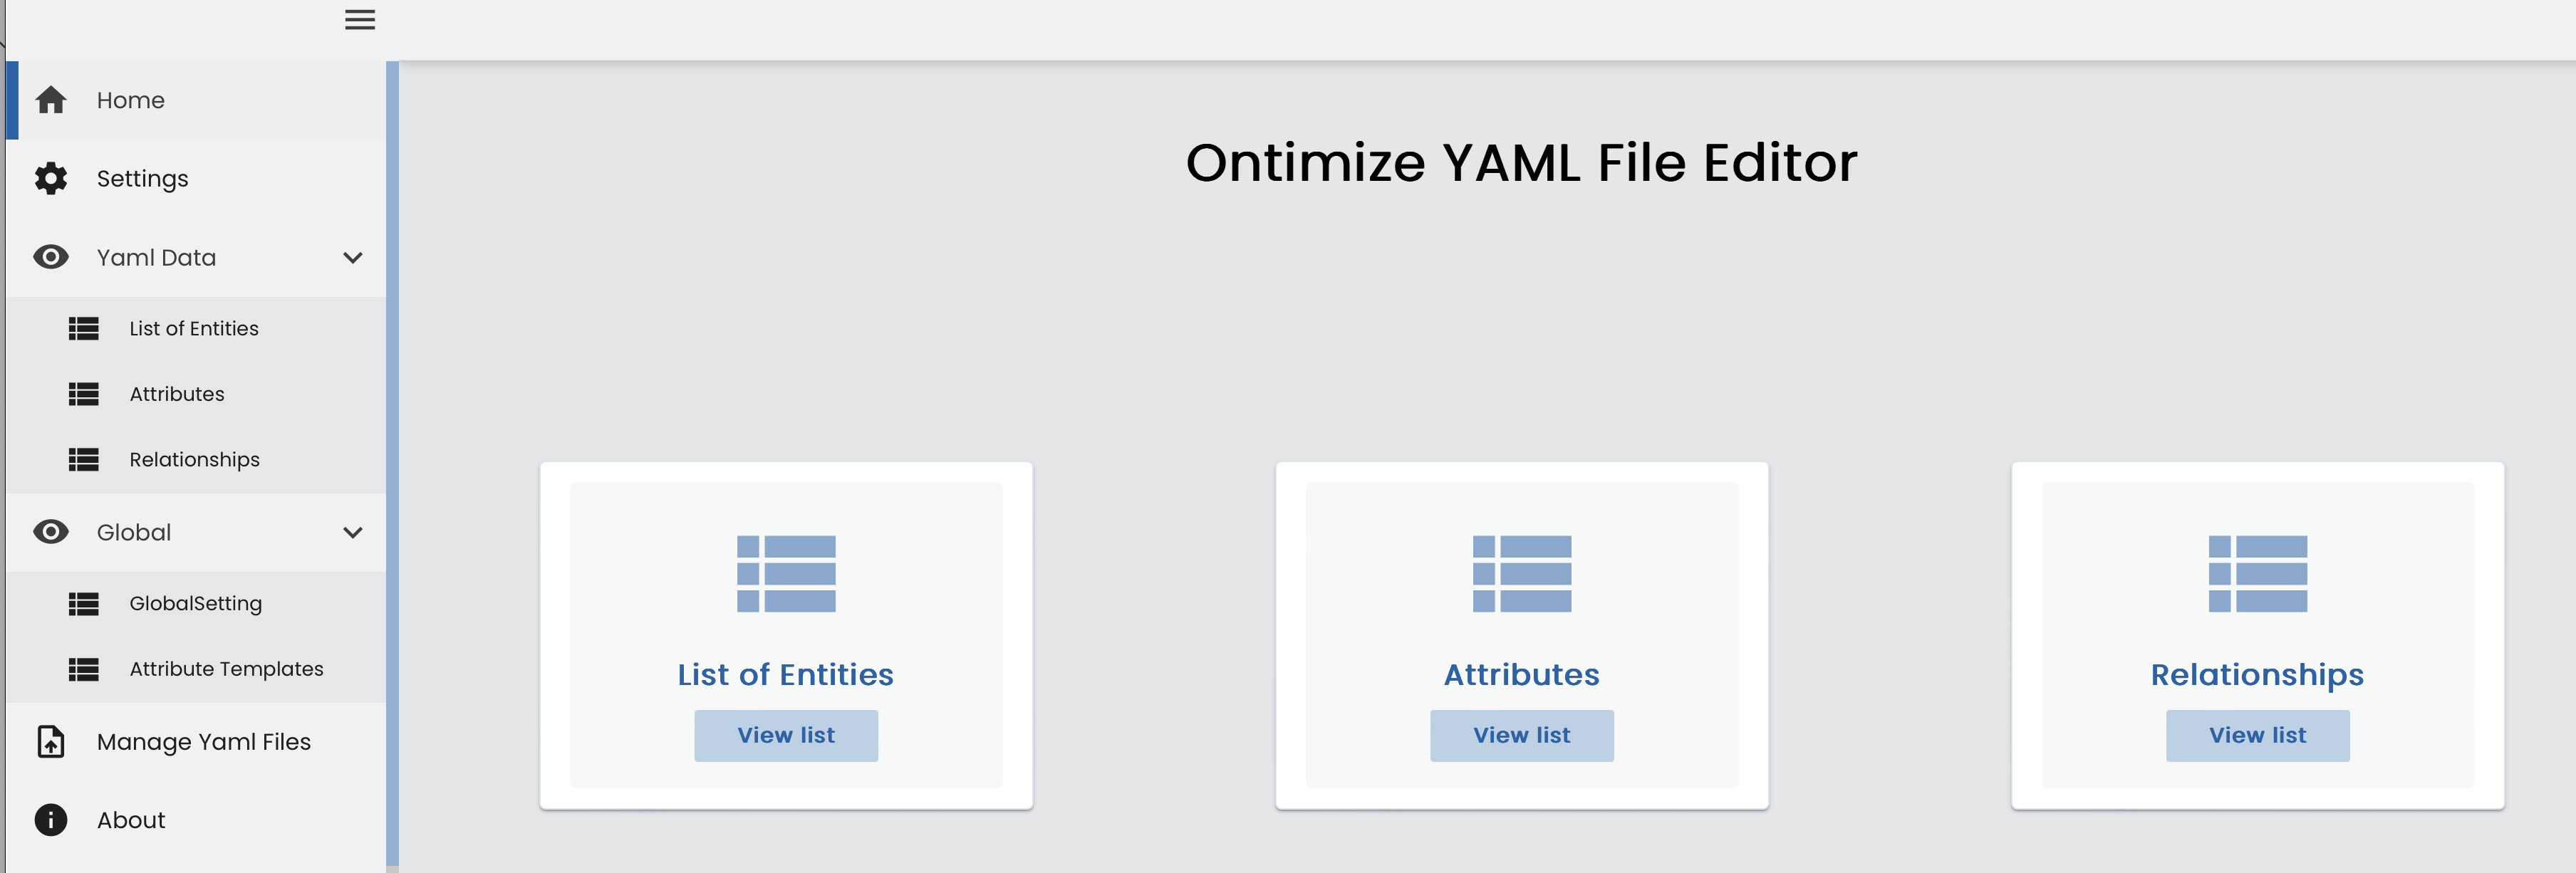 Home
Settings
Yaml Data
List of Entities
Attributes
Relationships
Global
GlobalSetting
Attribute Templates
Manage Yaml Files
About
Ontimize YAML File Editor
List of Entities
View list
Attributes
View list
Relationships
View list